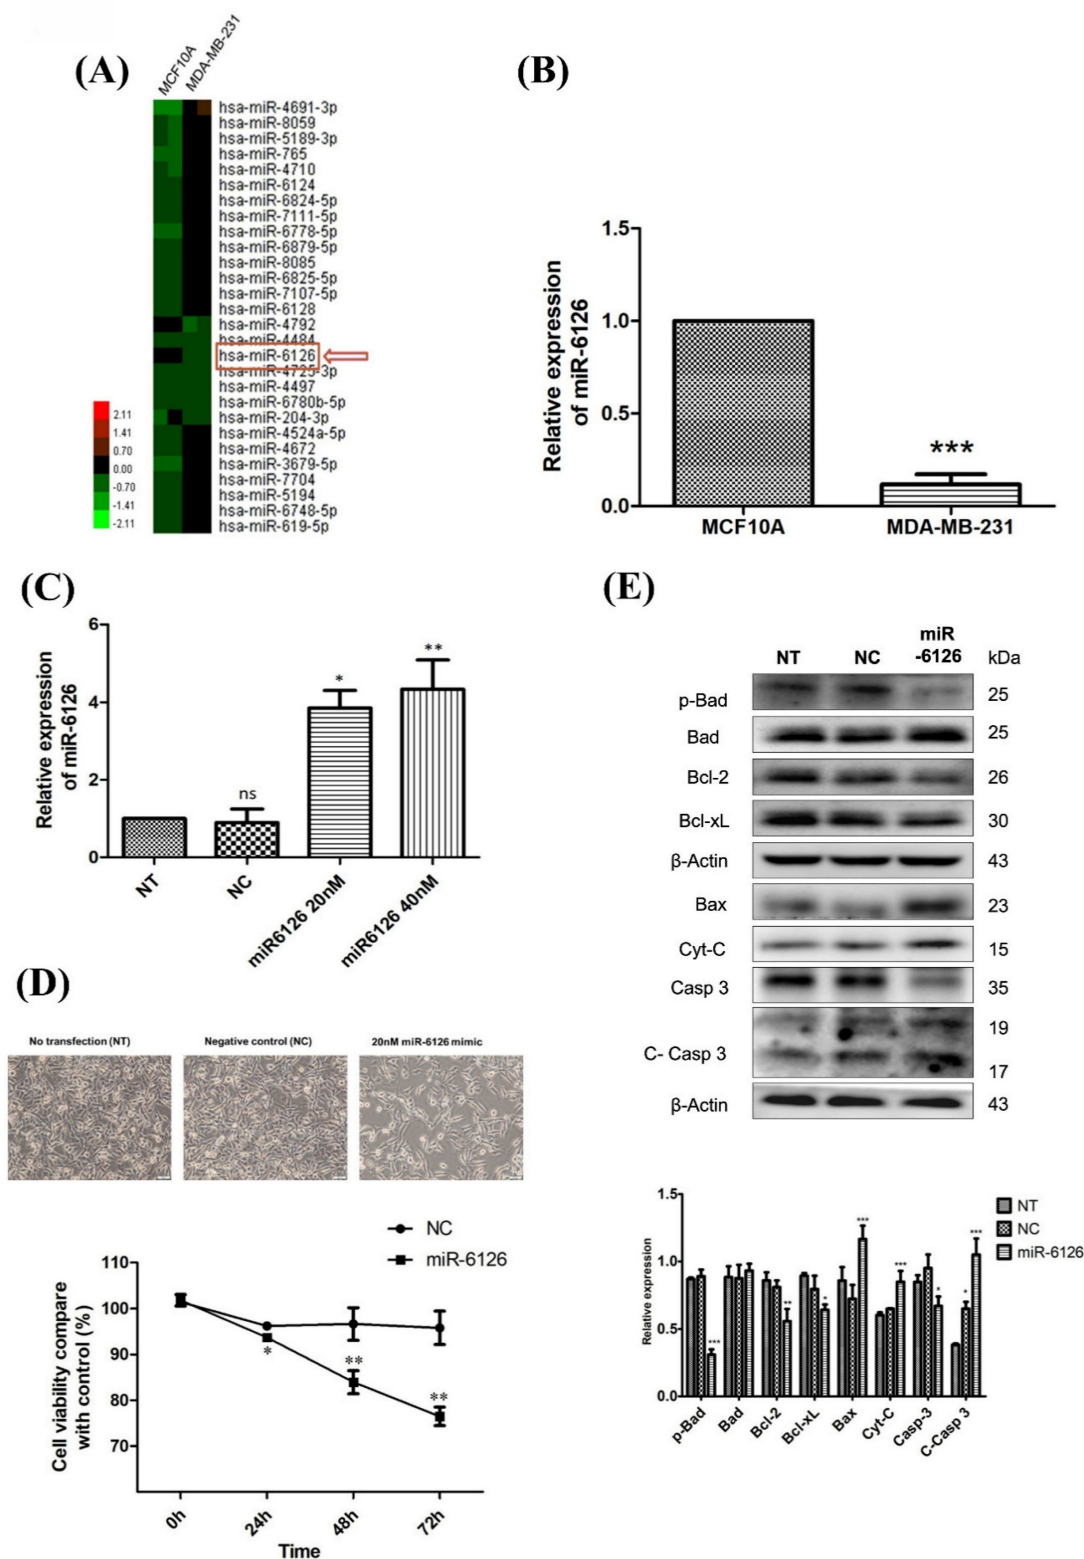 (A)
MCF10A
MDA-MB-231
hsa-miR-4691-3p
hsa-miR-8059
hsa-miR-5189-3p
hsa-miR-765
hsa-miR-4710
hsa-miR-6124
hsa-miR-6824-5p
hsa-miR-7111-5p
hsa-miR-6778-5p
hsa-miR-6879-5p
hsa-miR-8085
hsa-miR-6825-5p
hsa-miR-7107-5p
hsa-miR-6128
hsa-miR-4792
hsa-miR-4484
hsa-miR-6126
hsa-miR-4725-3p
hsa-miR-4497
hsa-miR-6780b-5p
hsa-miR-204-3p
hsa-miR-4524a-5p
hsa-miR-4672
hsa-miR-3679-5p
hsa-miR-7704
hsa-miR-5194
hsa-miR-6748-5p
hsa-miR-619-5p
2.11
1.41
0.70
0.00
-0.70
-1.41
-2.11
(B)
Relative expression
of miR-6126
1.5
1.0
0.5
0.0
***
MCF10A
MDA-MB-231
(C)
Relative expression
of miR-6126
6
4
2
0
ns
*
**
NT
NC
miR6126 20nM
miR6126 40nM
(D)
No transfection (NT)
Negative control (NC)
20nM miR-6126 mimic
NC
miR-6126
Cell viability compare
with control (%)
110
100
90
80
70
*
**
**
0h
24h
48h
72h
Time
(E)
NT
NC
miR
-6126
kDa
p-Bad
25
Bad
25
Bcl-2
26
Bcl-xL
30
β-Actin
43
Bax
23
Cyt-C
15
Casp 3
35
19
C- Casp 3
17
β-Actin
43
Relative expression
1.5
1.0
0.5
0.0
***
**
*
***
***
*
*
***
NT
NC
miR-6126
p-Bad
Bad
Bcl-2
Bcl-xL
Bax
Cyt-C
Casp-3
C-Casp 3